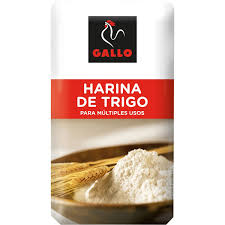 GALLO
HARINA
DE TRIGO
PARA MÚLTIPLES USOS